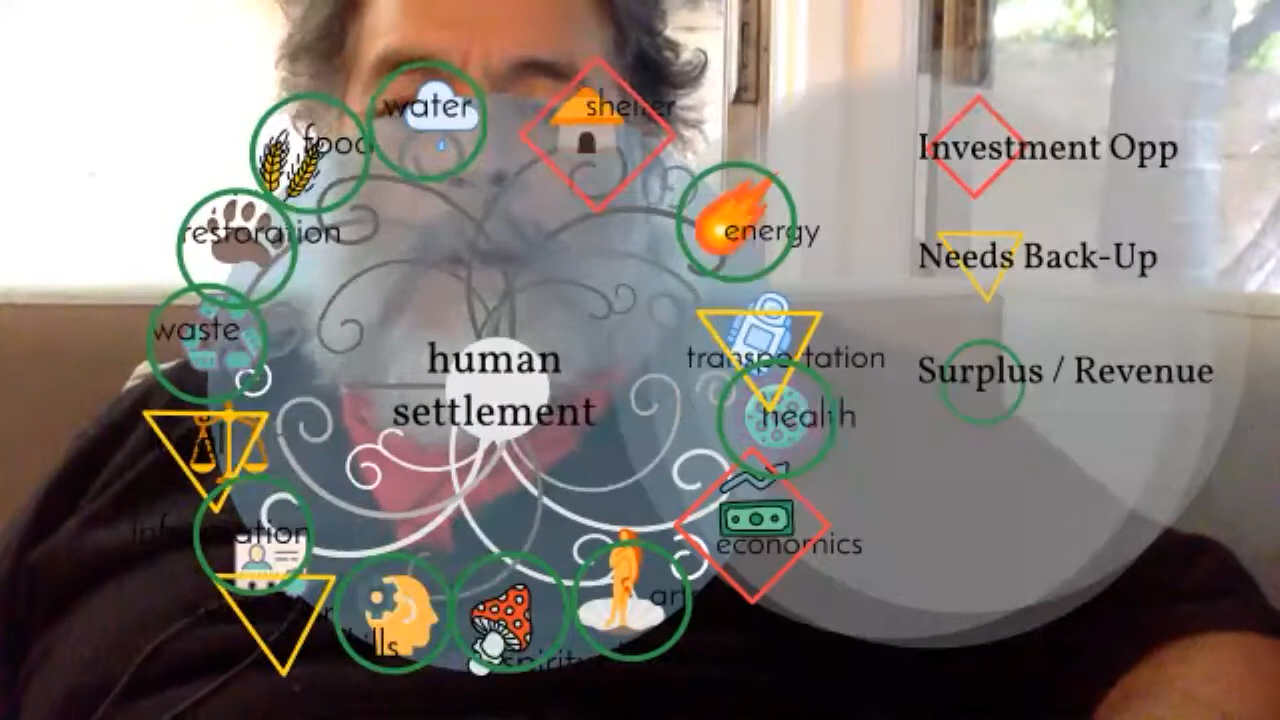 water
shelter
food
Investment Opp
restoration
energy
Needs Back-Up
waste
transportation
human
settlement
Surplus / Revenue
health
economics
art